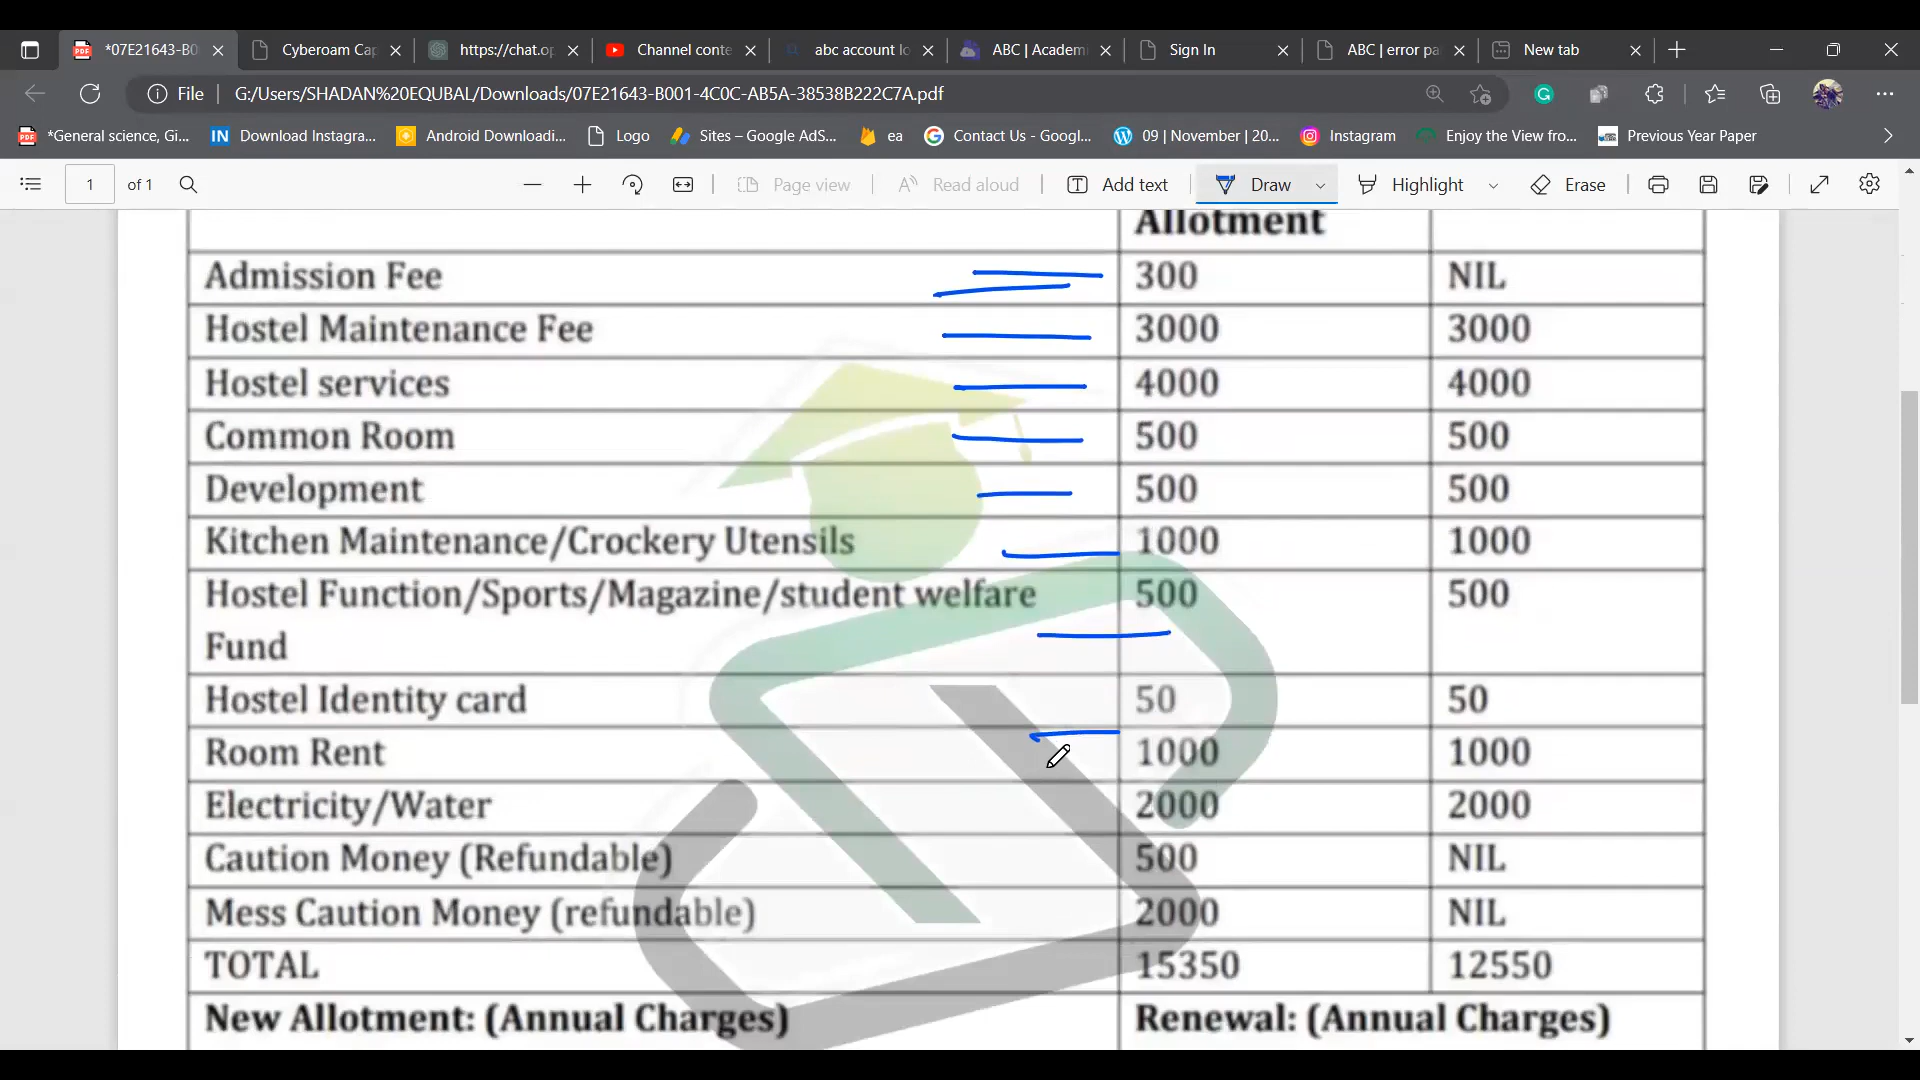 *07E21643-B0
Cyberoam Cap
https://chat.op
Channel conte
abc account lo
ABC | Academi
Sign In
ABC | error pa
New tab
File
G:/Users/SHADAN%20EQUBAL/Downloads/07E21643-B001-4C0C-AB5A-38538B222C7A.pdf
*General science, Gi...
IN Download Instagra...
Android Downloadi...
Logo
Sites – Google AdS...
ea
Contact Us - Googl...
09 | November | 20...
Instagram
Enjoy the View fro...
Previous Year Paper
1 of 1
Page view
Read aloud
Add text
Draw
Highlight
Erase
Allotment
Admission Fee 300 NIL
Hostel Maintenance Fee 3000 3000
Hostel services 4000 4000
Common Room 500 500
Development 500 500
Kitchen Maintenance/Crockery Utensils 1000 1000
Hostel Function/Sports/Magazine/student welfare 500 500
Fund
Hostel Identity card 50 50
Room Rent 1000 1000
Electricity/Water 2000 2000
Caution Money (Refundable) 500 NIL
Mess Caution Money (refundable) 2000 NIL
TOTAL 15350 12550
New Allotment: (Annual Charges) Renewal: (Annual Charges)